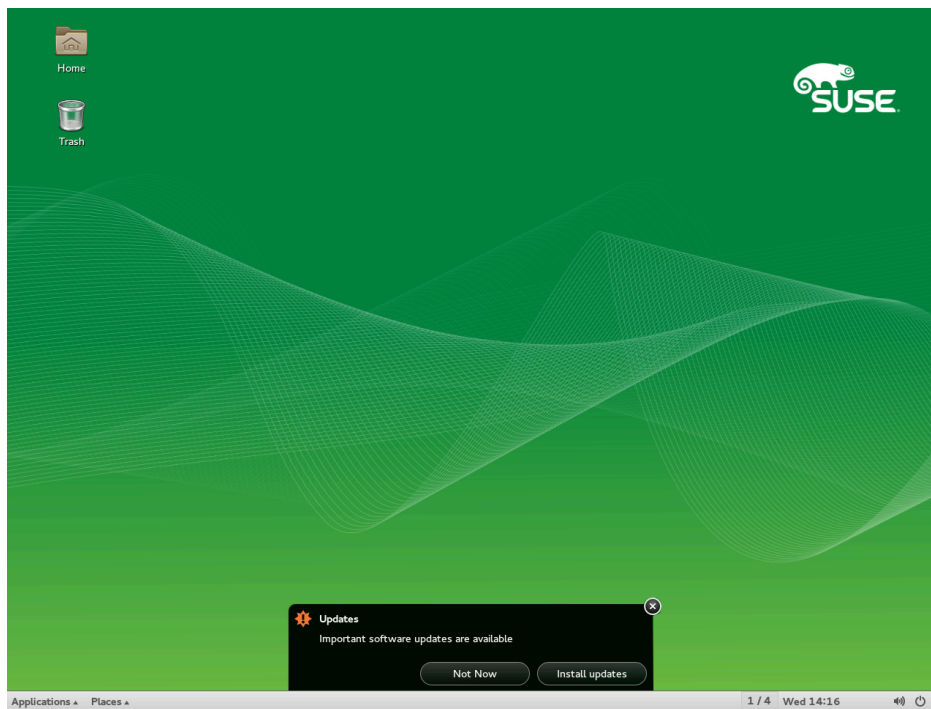 Home
SUSE.
Trash
Updates
Important software updates are available
Not Now Install updates
Applications Places 1 / 4 Wed 14:16